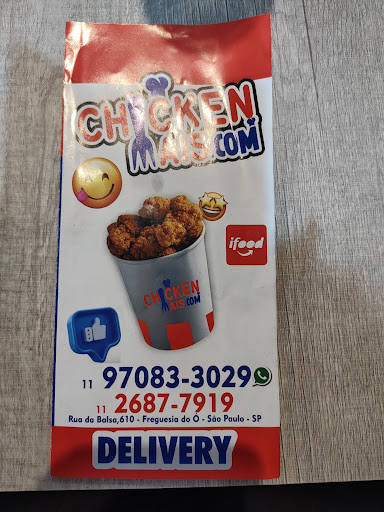 CHICKEN
MAIS.COM
ifood
CHICKEN
MAIS.COM
11 97083-3029
11 2687-7919
Rua da Balsa,610 - Freguesia do O - São Paulo - SP
DELIVERY